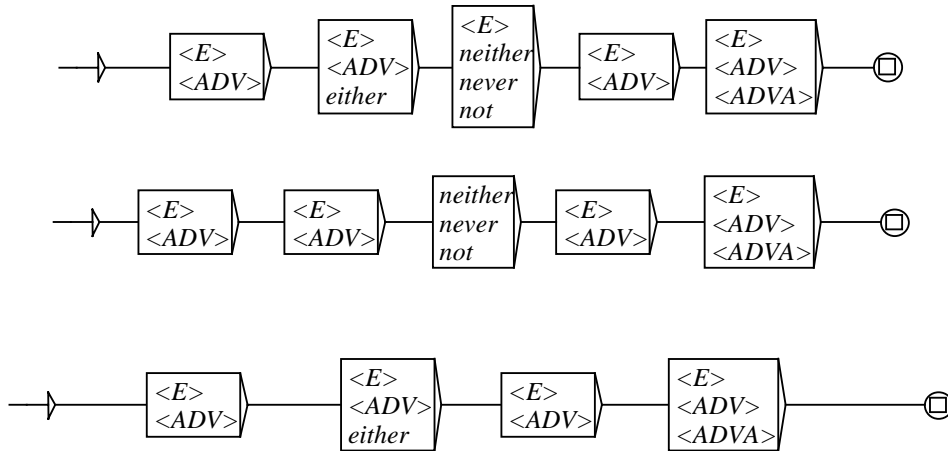 <E>
<ADV>
<E>
<ADV>
either
<E>
neither
never
not
<E>
<ADV>
<E>
<ADV>
<ADVA>
<E>
<ADV>
<E>
<ADV>
neither
never
not
<E>
<ADV>
<E>
<ADV>
<ADVA>
<E>
<ADV>
<E>
<ADV>
either
<E>
<ADV>
<E>
<ADV>
<ADVA>